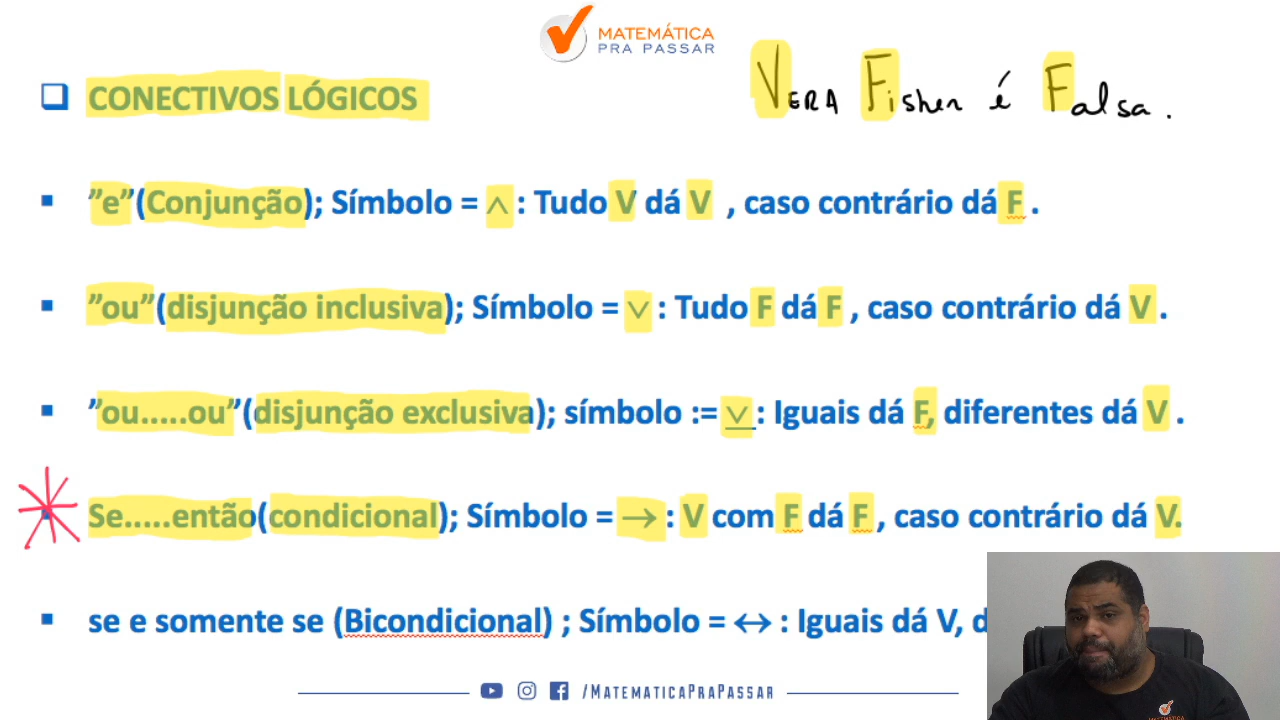 MATEMÁTICA
PRA PASSAR
CONECTIVOS LÓGICOS
VERA Fisher é Falsa.
▪ ”e”(Conjunção); Símbolo = ∧ : Tudo V dá V , caso contrário dá F .
▪ ”ou”(disjunção inclusiva); Símbolo = ∨ : Tudo F dá F , caso contrário dá V .
▪ ”ou.....ou”(disjunção exclusiva); símbolo := ⊻ : Iguais dá F, diferentes dá V .
Se.....então(condicional); Símbolo = → : V com F dá F , caso contrário dá V.
▪ se e somente se (Bicondicional) ; Símbolo = ↔ : Iguais dá V, d
/MATEMATICAPRAPASSAR
MATEMÁTICA